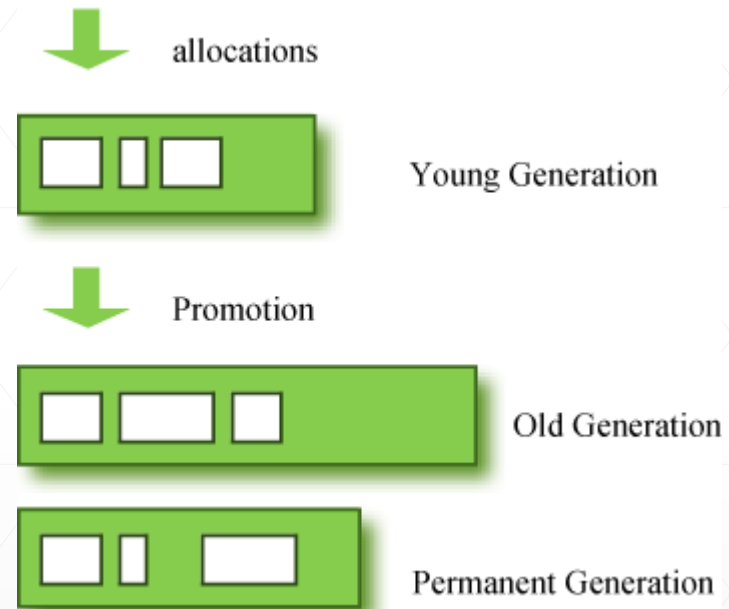 allocations
Young Generation
Promotion
Old Generation
Permanent Generation